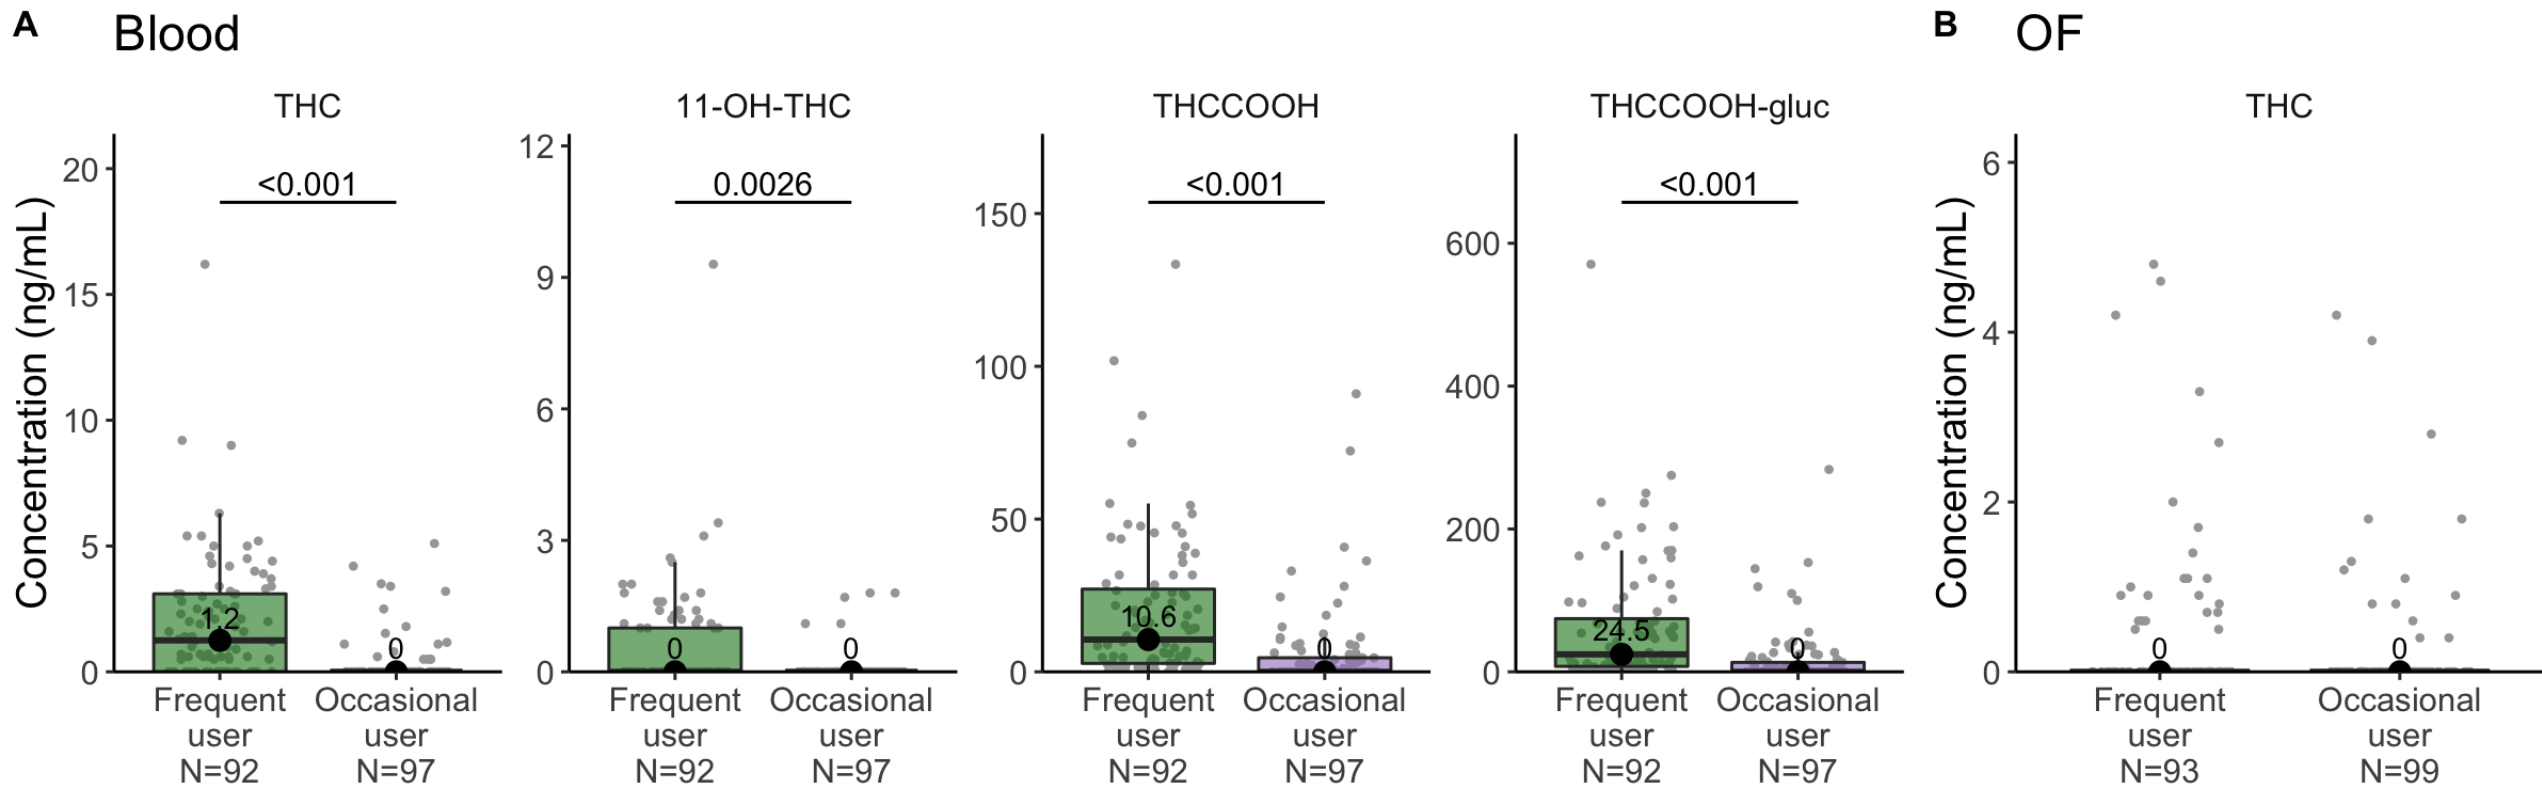 A Blood
B OF
THC
11-OH-THC
THCCOOH
THCCOOH-gluc
THC
Concentration (ng/mL)
20
15
10
5
0
<0.001
1.2
0
Frequent
user
N=92
Occasional
user
N=97
12
9
6
3
0
0.0026
0
0
Frequent
user
N=92
Occasional
user
N=97
150
100
50
0
<0.001
10.6
0
Frequent
user
N=92
Occasional
user
N=97
600
400
200
0
<0.001
24.5
0
Frequent
user
N=92
Occasional
user
N=97
Concentration (ng/mL)
6
4
2
0
0
0
Frequent
user
N=93
Occasional
user
N=99